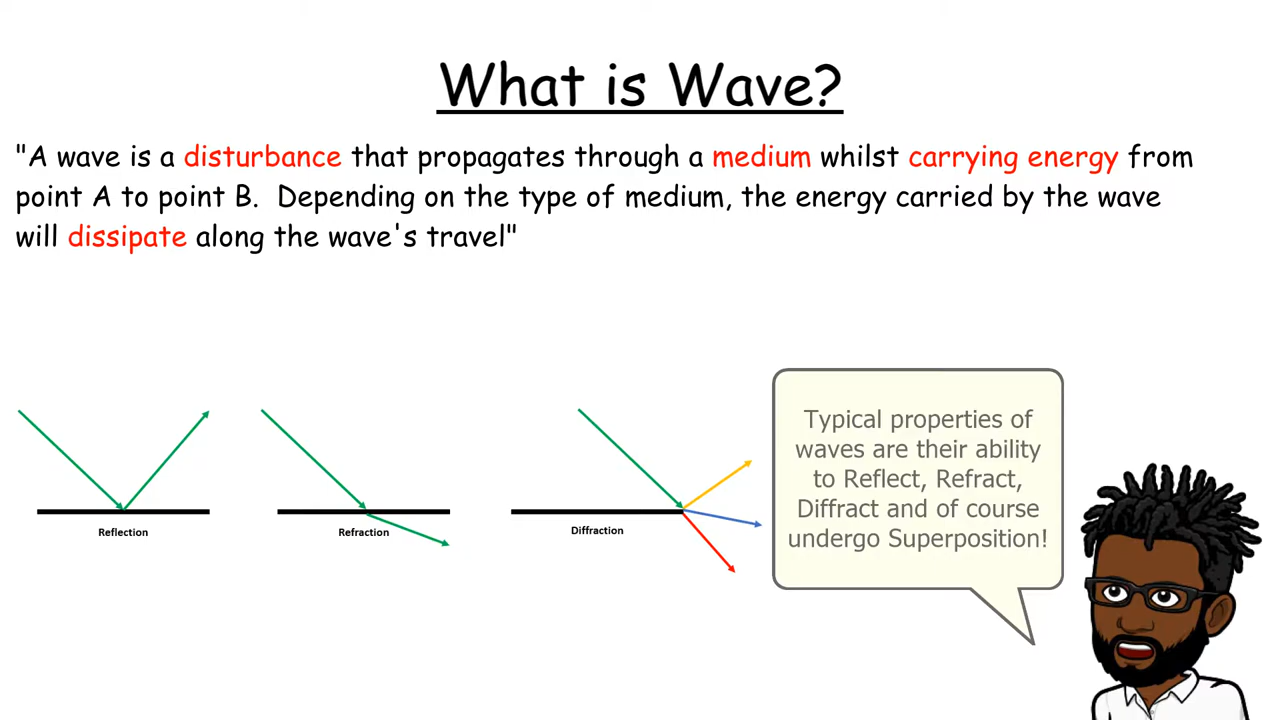 What is Wave?
"A wave is a disturbance that propagates through a medium whilst carrying energy from
point A to point B. Depending on the type of medium, the energy carried by the wave
will dissipate along the wave's travel"
Reflection
Refraction
Diffraction
Typical properties of
waves are their ability
to Reflect, Refract,
Diffract and of course
undergo Superposition!